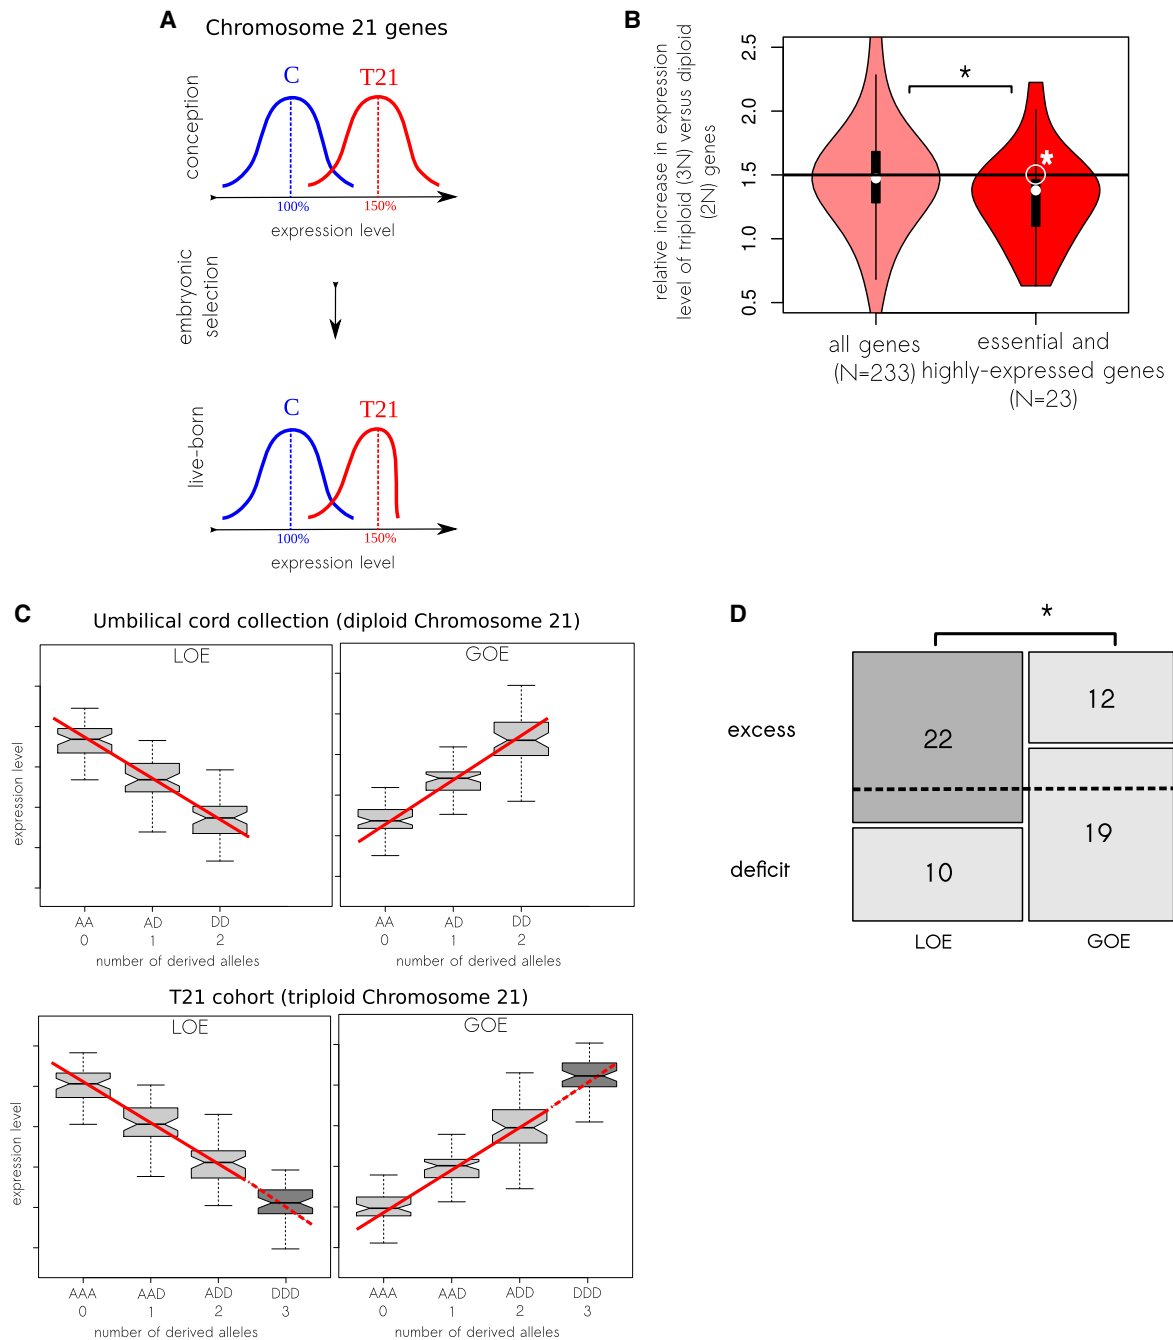 A
Chromosome 21 genes
conception
C
T21
100%
150%
expression level
embryonic
selection
live-born
C
T21
100%
150%
expression level
B
relative increase in expression
level of triploid (3N) versus diploid
(2N) genes
2.5
2.0
1.5
1.0
0.5
*
*
all genes
(N=233)
essential and
highly-expressed genes
(N=23)
C
Umbilical cord collection (diploid Chromosome 21)
LOE
GOE
expression level
AA
AD
DD
0
1
2
number of derived alleles
AA
AD
DD
0
1
2
number of derived alleles
T21 cohort (triploid Chromosome 21)
LOE
GOE
expression level
AAA
AAD
ADD
DDD
0
1
2
3
number of derived alleles
AAA
AAD
ADD
DDD
0
1
2
3
number of derived alleles
D
*
excess
deficit
22
12
10
19
LOE
GOE